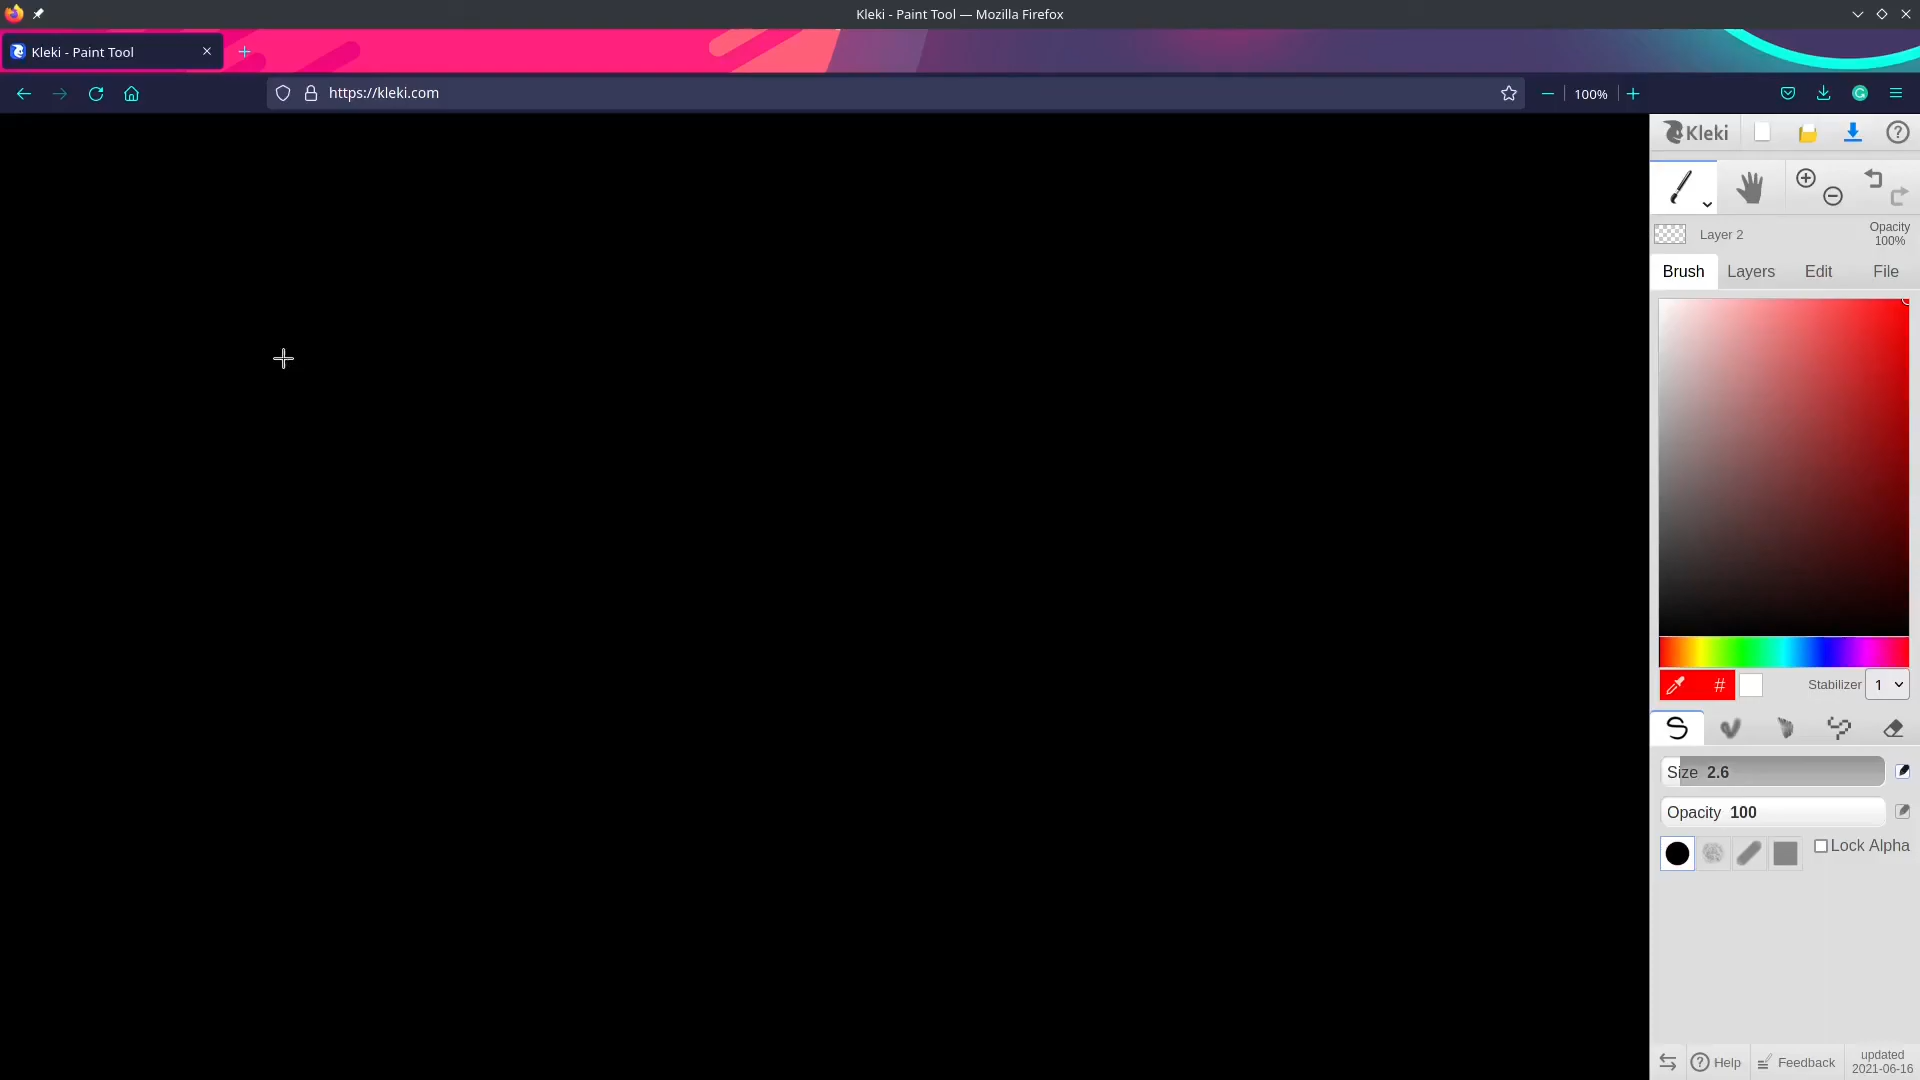 Kleki - Paint Tool — Mozilla Firefox
Kleki - Paint Tool
https://kleki.com
100%
Kleki
Layer 2
Opacity
100%
Brush
Layers
Edit
File
#
Stabilizer
1
Size 2.6
Opacity 100
Lock Alpha
Help
Feedback
updated
2021-06-16